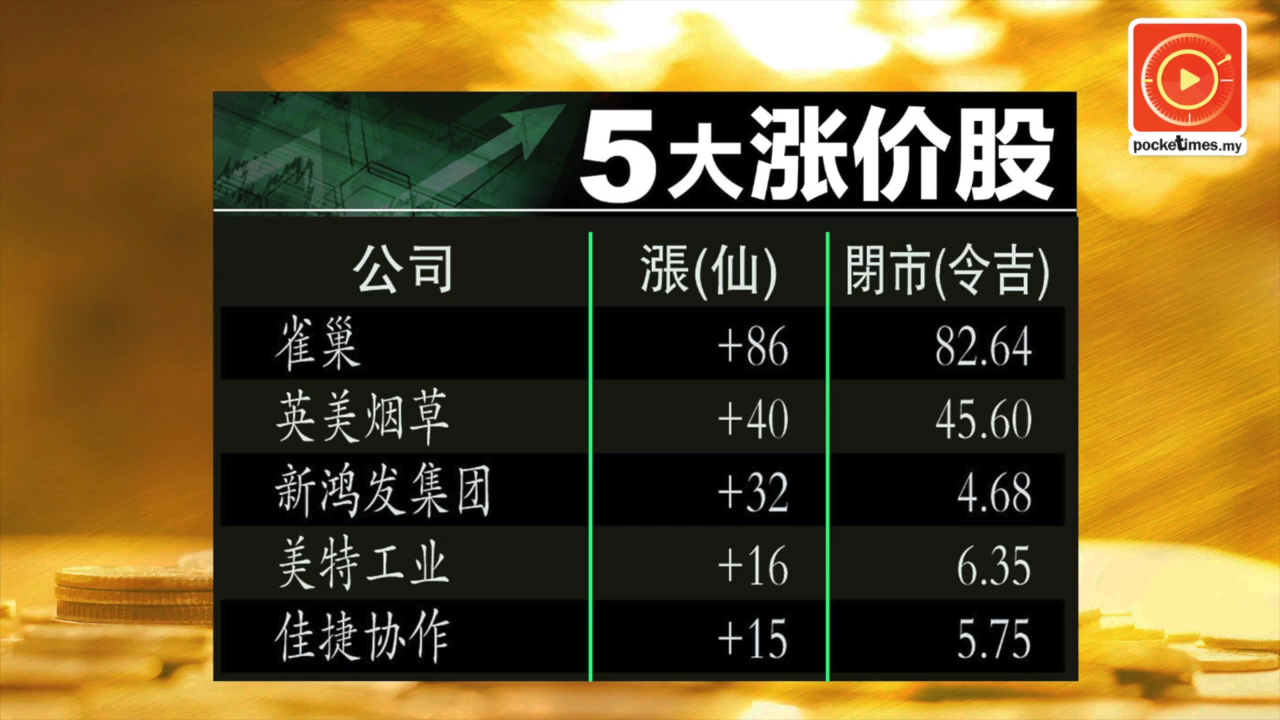 pocketimes.my
5大涨价股
公司 漲(仙) 閉市(令吉)
雀巢 +86 82.64
英美烟草 +40 45.60
新鸿发集团 +32 4.68
美特工业 +16 6.35
佳捷协作 +15 5.75